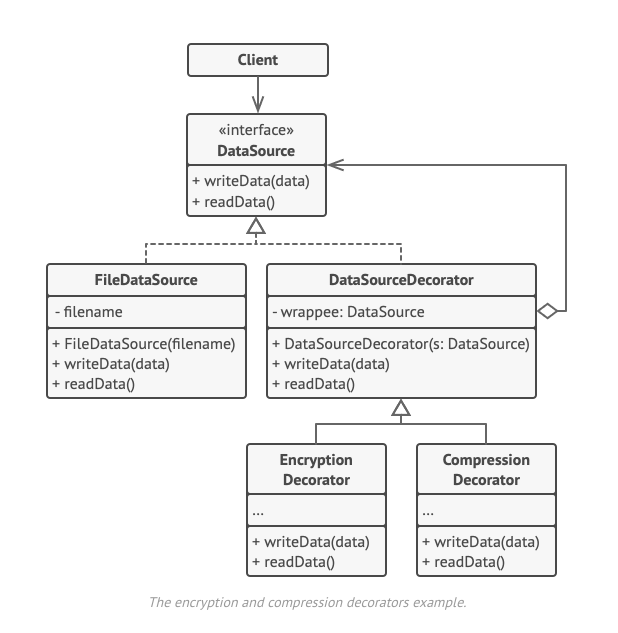 Client
«interface»
DataSource
+ writeData(data)
+ readData()
FileDataSource
- filename
+ FileDataSource(filename)
+ writeData(data)
+ readData()
DataSourceDecorator
- wrappee: DataSource
+ DataSourceDecorator(s: DataSource)
+ writeData(data)
+ readData()
Encryption
Decorator
...
+ writeData(data)
+ readData()
Compression
Decorator
...
+ writeData(data)
+ readData()
The encryption and compression decorators example.